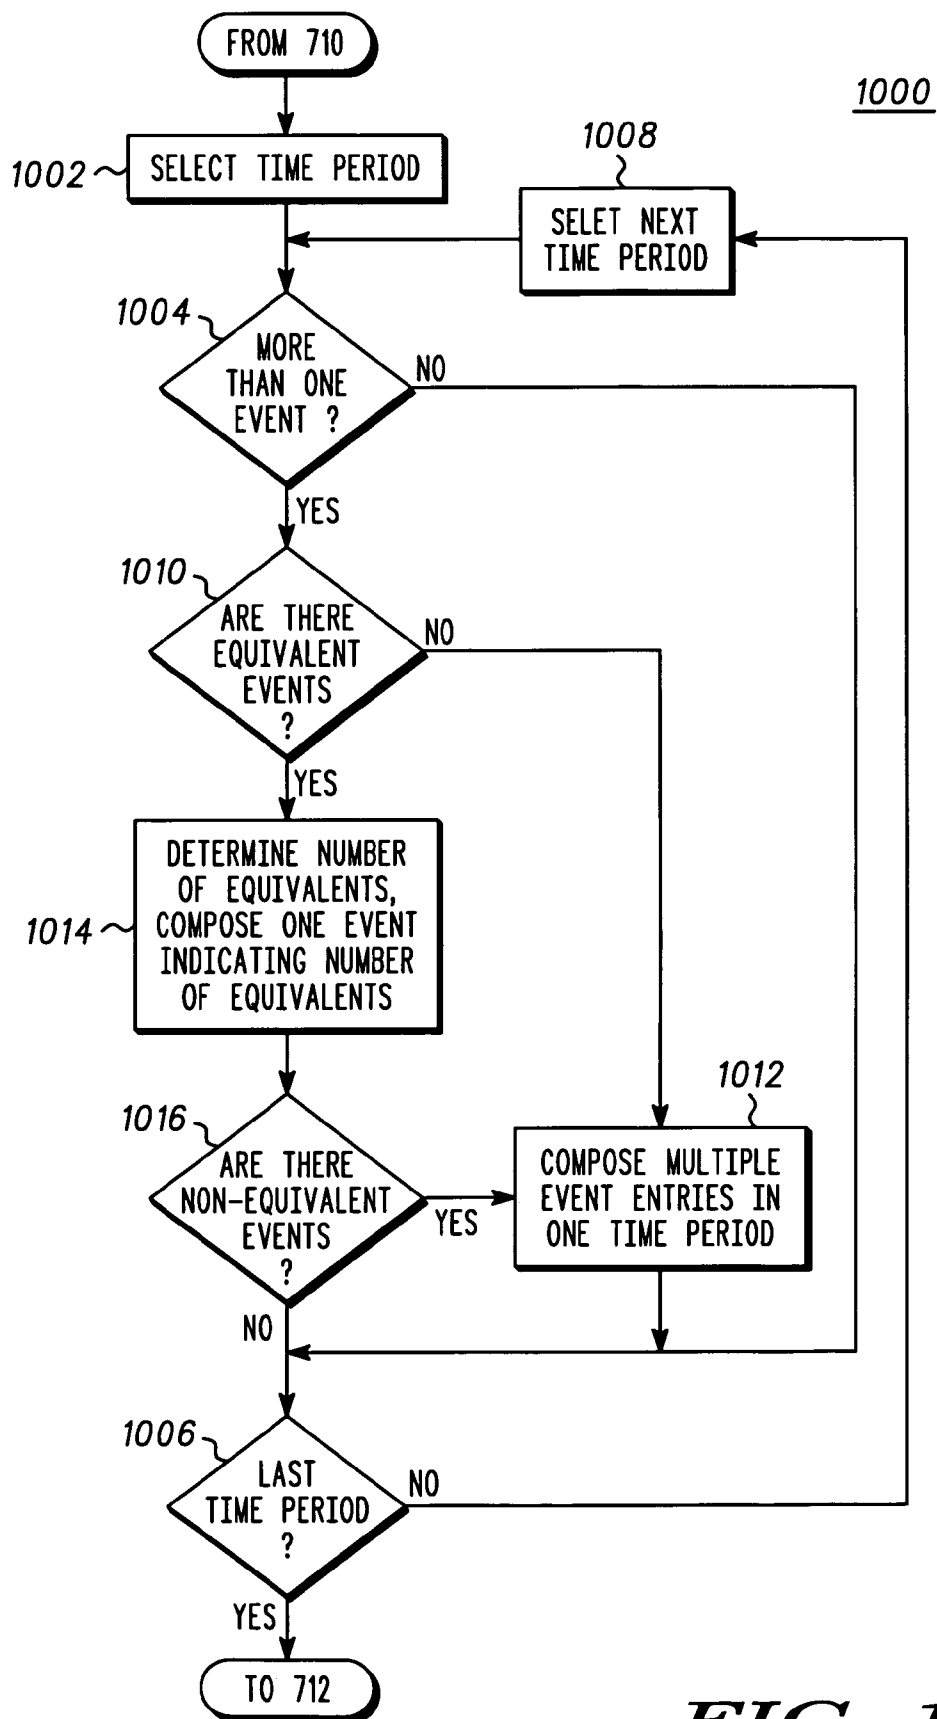 FROM 710
1000
1002
SELECT TIME PERIOD
1008
SELET NEXT
TIME PERIOD
1004
MORE
THAN ONE
EVENT ?
NO
YES
1010
ARE THERE
EQUIVALENT
EVENTS
?
NO
YES
1014
DETERMINE NUMBER
OF EQUIVALENTS,
COMPOSE ONE EVENT
INDICATING NUMBER
OF EQUIVALENTS
1016
ARE THERE
NON-EQUIVALENT
EVENTS
?
YES
NO
1012
COMPOSE MULTIPLE
EVENT ENTRIES IN
ONE TIME PERIOD
1006
LAST
TIME PERIOD
?
NO
YES
TO 712